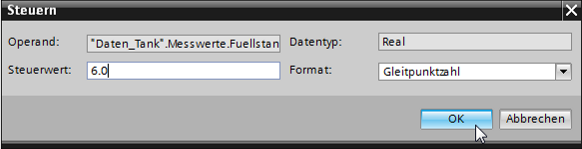 Steuern
Operand: "Daten_Tank".Messwerte.Fuellstan Datentyp: Real
Steuerwert: 6.0 Format: Gleitpunktzahl
OK Abbrechen